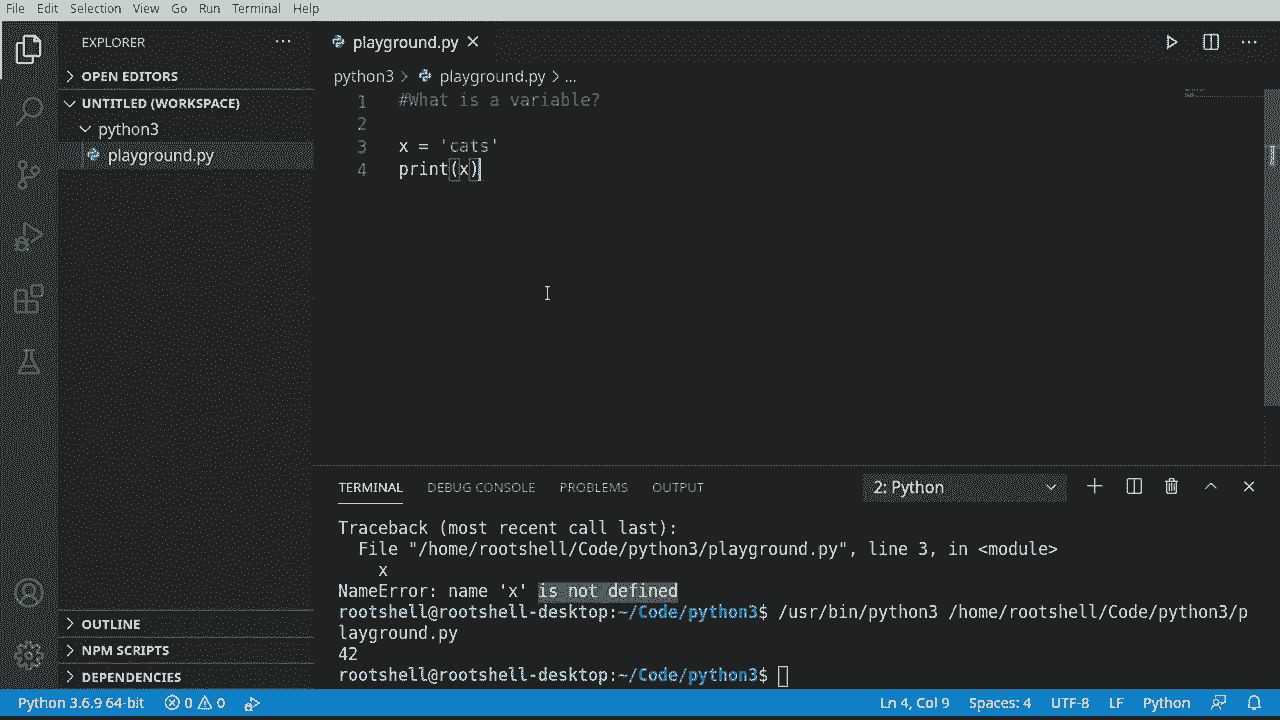 File Edit Selection View Go Run Terminal Help
EXPLORER
playground.py
OPEN EDITORS
python3 > playground.py > ...
UNTITLED (WORKSPACE)
python3
playground.py
1 #What is a variable?
2
3 x = 'cats'
4 print(x)
TERMINAL DEBUG CONSOLE PROBLEMS OUTPUT 2: Python
Traceback (most recent call last):
File "/home/rootshell/Code/python3/playground.py", line 3, in <module>
x
NameError: name 'x' is not defined
rootshell@rootshell-desktop:~/Code/python3$ /usr/bin/python3 /home/rootshell/Code/python3/p
layground.py
42
rootshell@rootshell-desktop:~/Code/python3$
OUTLINE
NPM SCRIPTS
DEPENDENCIES
Python 3.6.9 64-bit 0 0 Ln 4, Col 9 Spaces: 4 UTF-8 LF Python